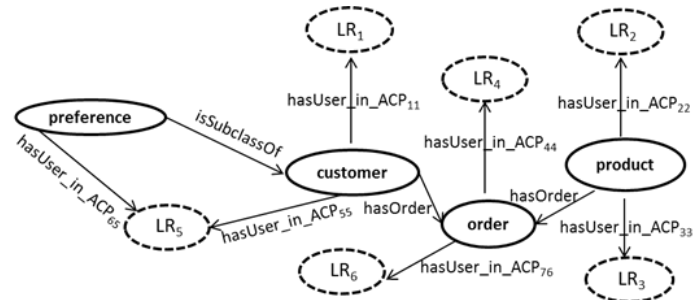 LR₁
LR₂
LR₄
hasUser_in_ACP₁₁
hasUser_in_ACP₂₂
preference
isSubclassOf
hasUser_in_ACP₄₄
customer
product
hasUser_in_ACP₆₅
hasOrder
hasOrder
LR₅
hasUser_in_ACP₅₅
order
hasUser_in_ACP₃₃
LR₆
hasUser_in_ACP₇₆
LR₃